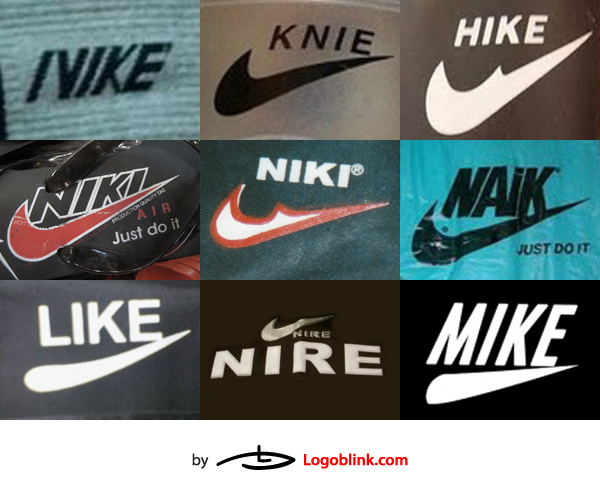 IVIKE
KNIE
HIKE
NIKI
PRODUCTION QUALITY TAG
AIR
Just do it
NIKI®
NAiK
JUST DO IT
LIKE
NIRE
NIRE
MIKE
by Logoblink.com